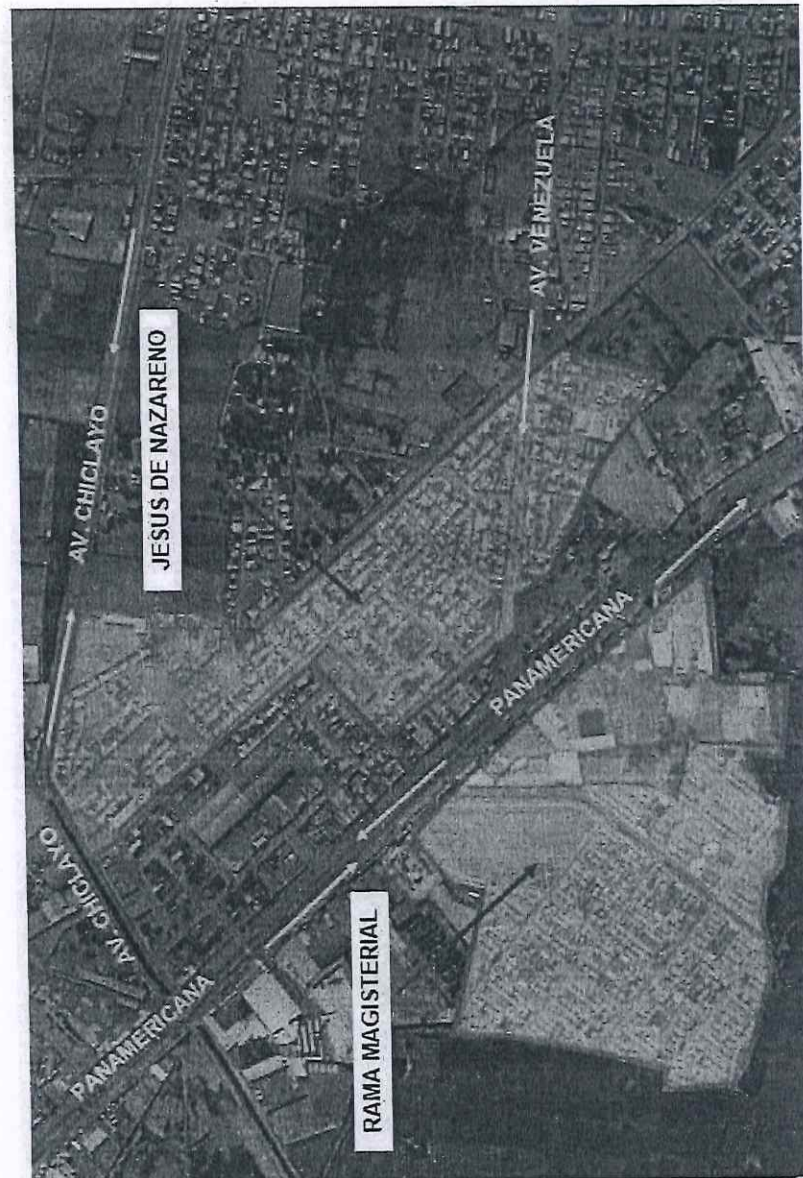 AV. CHICLAYO
JESUS DE NAZARENO
AV. VENEZUELA
AV. CHICLAYO
PANAMERICANA
PANAMERICANA
RAMA MAGISTERIAL